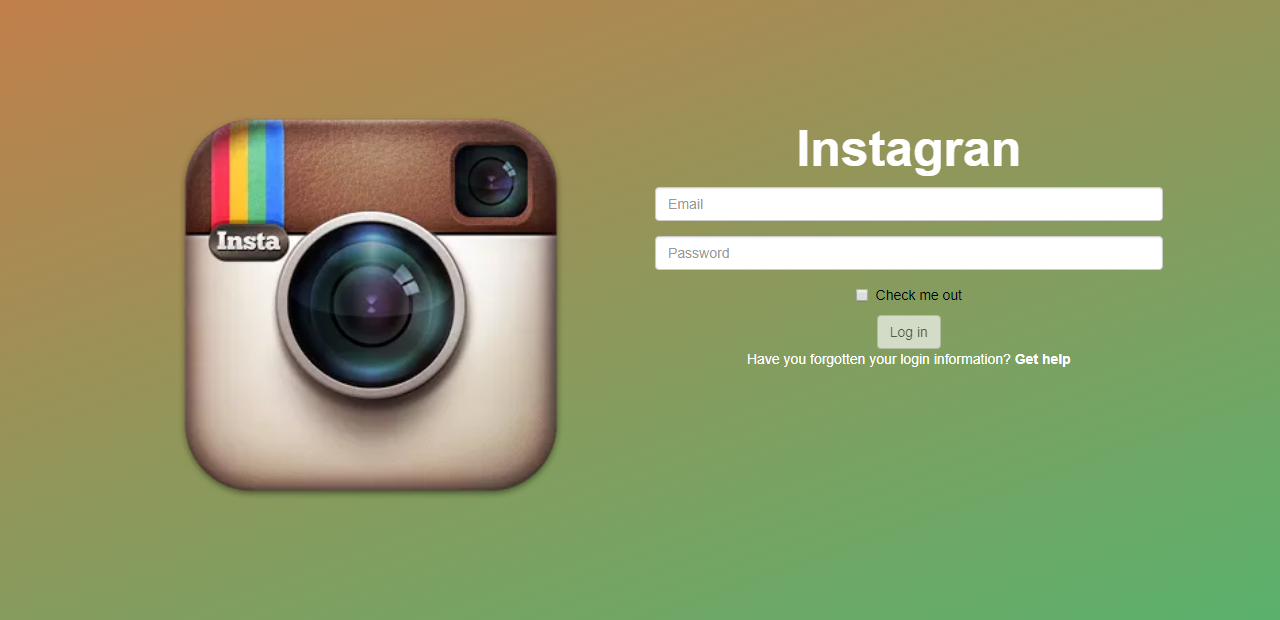 Instagran
Insta
Email
Password
Check me out
Log in
Have you forgotten your login information? Get help